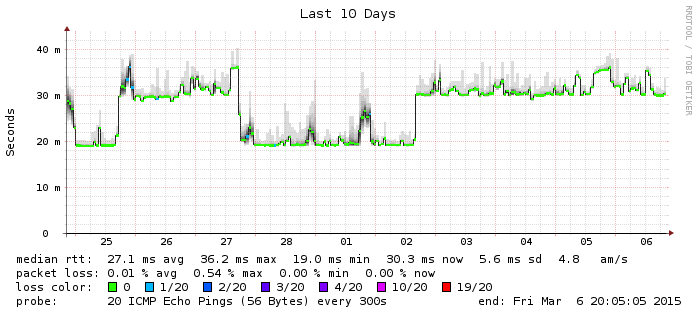 Last 10 Days
RRDTOOL / TOBI OETIKER
Seconds
40 m
30 m
20 m
10 m
0
25 26 27 28 01 02 03 04 05 06
median rtt: 27.1 ms avg 36.2 ms max 19.0 ms min 30.3 ms now 5.6 ms sd 4.8 am/s
packet loss: 0.01 % avg 0.54 % max 0.00 % min 0.00 % now
loss color: 0 1/20 2/20 3/20 4/20 10/20 19/20
probe: 20 ICMP Echo Pings (56 Bytes) every 300s end: Fri Mar 6 20:05:05 2015